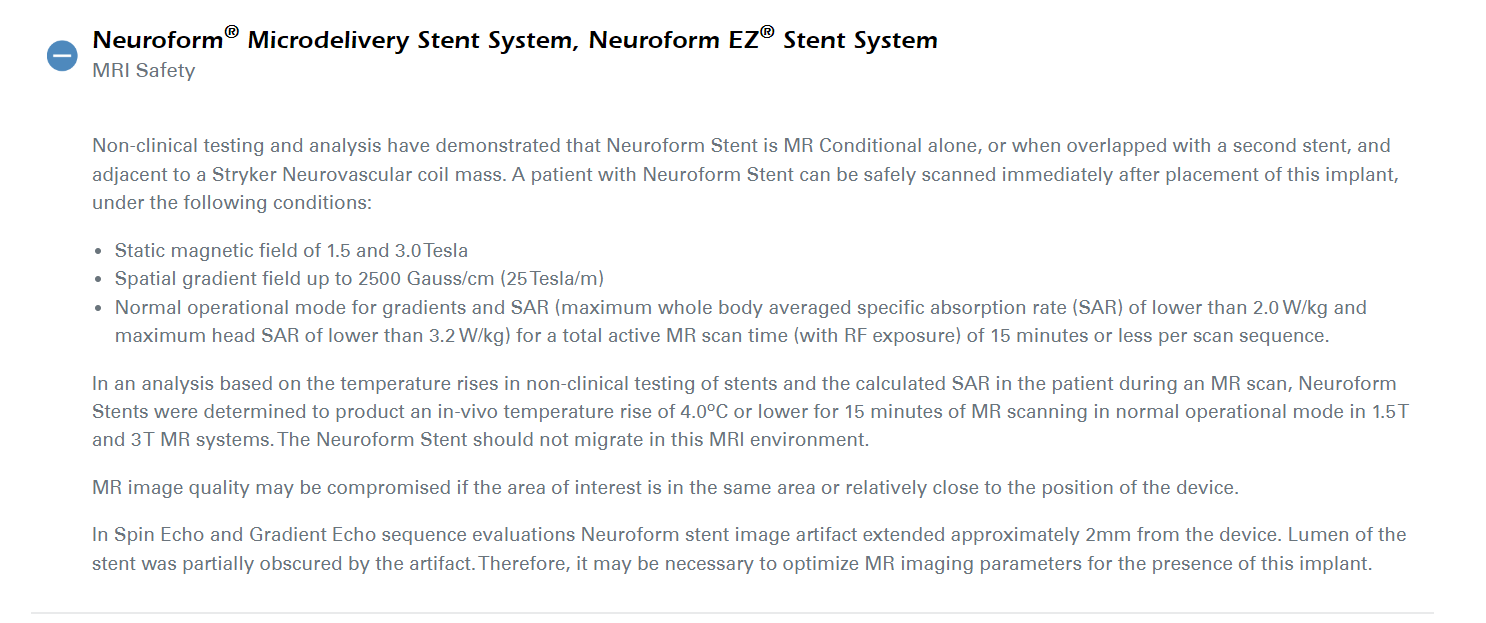 Neuroform® Microdelivery Stent System, Neuroform EZ® Stent System
MRI Safety
Non-clinical testing and analysis have demonstrated that Neuroform Stent is MR Conditional alone, or when overlapped with a second stent, and
adjacent to a Stryker Neurovascular coil mass. A patient with Neuroform Stent can be safely scanned immediately after placement of this implant,
under the following conditions:
• Static magnetic field of 1.5 and 3.0 Tesla
• Spatial gradient field up to 2500 Gauss/cm (25 Tesla/m)
• Normal operational mode for gradients and SAR (maximum whole body averaged specific absorption rate (SAR) of lower than 2.0 W/kg and
maximum head SAR of lower than 3.2 W/kg) for a total active MR scan time (with RF exposure) of 15 minutes or less per scan sequence.
In an analysis based on the temperature rises in non-clinical testing of stents and the calculated SAR in the patient during an MR scan, Neuroform
Stents were determined to product an in-vivo temperature rise of 4.0ºC or lower for 15 minutes of MR scanning in normal operational mode in 1.5 T
and 3 T MR systems. The Neuroform Stent should not migrate in this MRI environment.
MR image quality may be compromised if the area of interest is in the same area or relatively close to the position of the device.
In Spin Echo and Gradient Echo sequence evaluations Neuroform stent image artifact extended approximately 2mm from the device. Lumen of the
stent was partially obscured by the artifact. Therefore, it may be necessary to optimize MR imaging parameters for the presence of this implant.